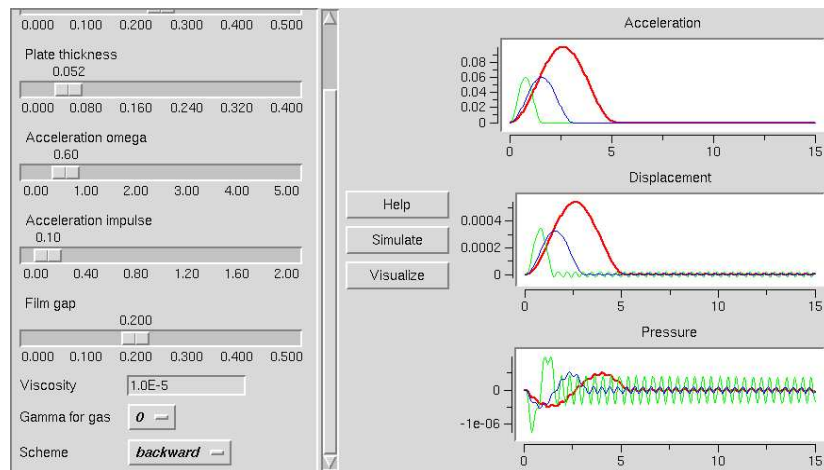 0.000 0.100 0.200 0.300 0.400 0.500
Plate thickness
0.052
0.000 0.080 0.160 0.240 0.320 0.400
Acceleration omega
0.60
0.00 1.00 2.00 3.00 4.00 5.00
Acceleration impulse
0.10
0.00 0.40 0.80 1.20 1.60 2.00
Film gap
0.200
0.000 0.100 0.200 0.300 0.400 0.500
Viscosity 1.0E-5
Gamma for gas 0
Scheme backward
Help
Simulate
Visualize
Acceleration
0.08
0.06
0.04
0.02
0
0 5 10 15
Displacement
0.0004
0.0002
0
0 5 10 15
Pressure
0
-1e-06
0 5 10 15